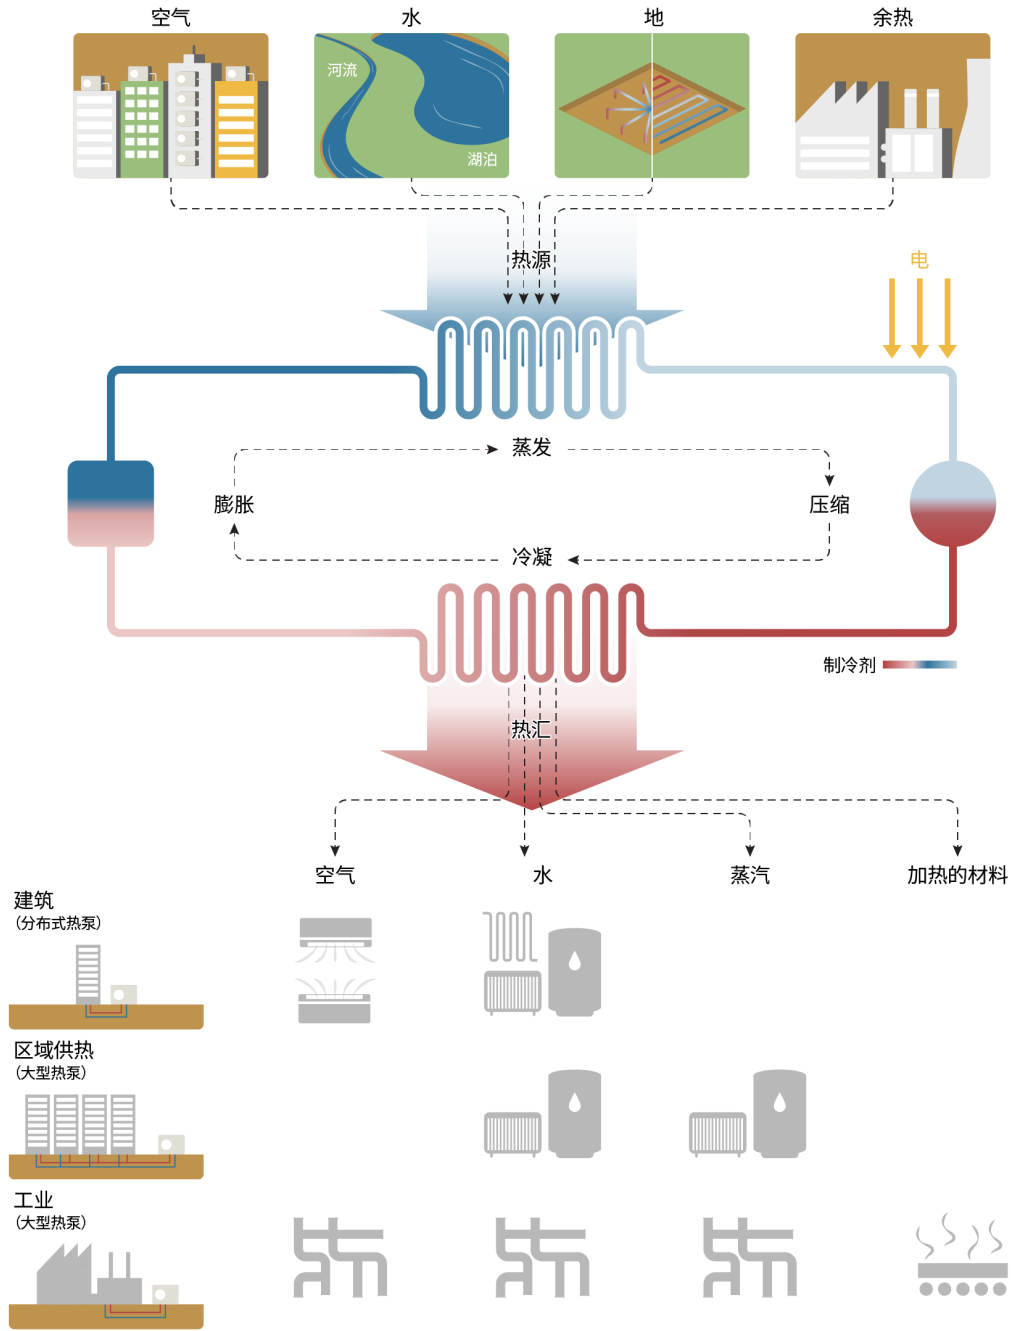 空气
水
地
余热
河流
湖泊
热源
电
蒸发
膨胀
压缩
冷凝
制冷剂
热汇
空气
水
蒸汽
加热的材料
建筑
（分布式热泵）
区域供热
（大型热泵）
工业
（大型热泵）